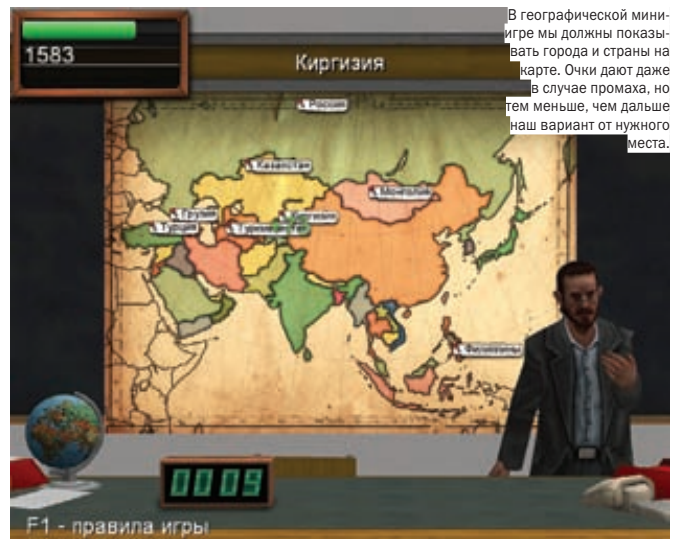 В географической мини-
игре мы должны показы-
вать города и страны на
карте. Очки дают даже
в случае промаха, но
тем меньше, чем дальше
наш вариант от нужного
места.
1583
Киргизия
Россия
Казахстан
Монголия
Грузия
Киргизия
Турция
Туркменистан
Филиппины
0009
F1 - правила игры